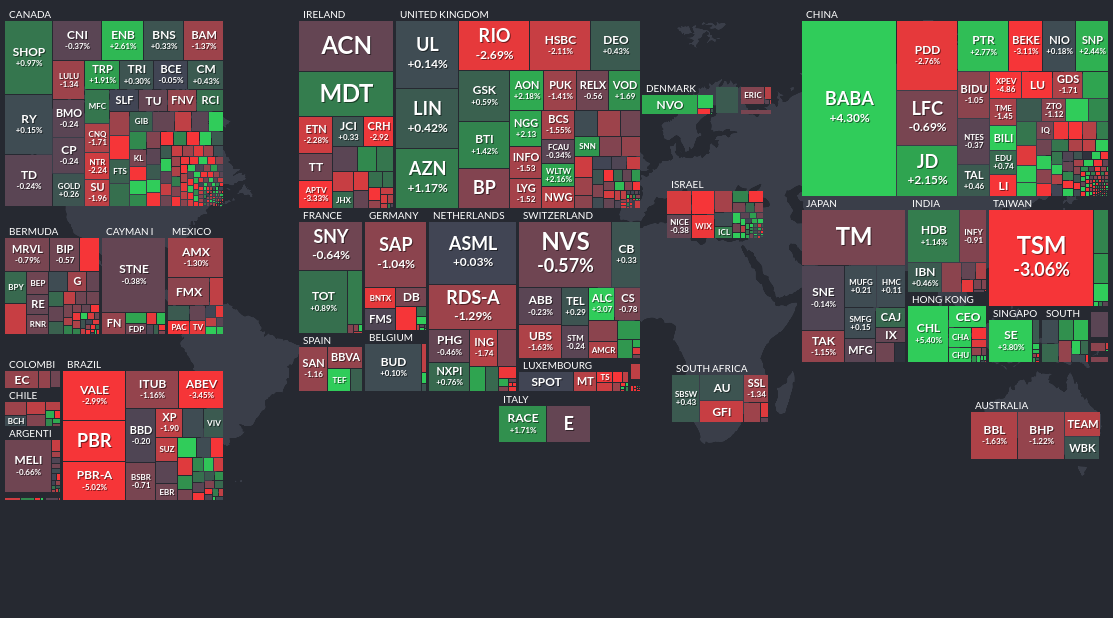 CANADA
SHOP
+0.97%
RY
+0.15%
TD
-0.24%
CNI
-0.37%
ENB
+2.61%
BNS
+0.33%
BAM
-1.37%
LULU
-1.34
TRP
+1.91%
TRI
+0.30%
BCE
-0.05%
CM
+0.43%
BMO
-0.24
MFC
SLF
TU
FNV
RCI
CNQ
-1.71
GIB
CP
-0.24
NTR
-2.24
KL
FTS
GOLD
+0.26
SU
-1.96
BERMUDA
MRVL
-0.79%
BIP
-0.57
BPY
BEP
G
RE
RNR
CAYMAN I
STNE
-0.38%
FN
FDP
MEXICO
AMX
-1.30%
FMX
PAC
TV
COLOMBI
EC
CHILE
BCH
ARGENTI
MELI
-0.66%
BRAZIL
VALE
-2.99%
PBR
PBR-A
-5.02%
ITUB
-1.16%
ABEV
-3.45%
BBD
-0.20
XP
-1.90
VIV
SUZ
BSBR
-0.71
EBR
IRELAND
ACN
MDT
ETN
-2.28%
JCI
+0.33
CRH
-2.92
TT
APTV
-3.33%
JHX
UNITED KINGDOM
UL
+0.14%
LIN
+0.42%
AZN
+1.17%
RIO
-2.69%
HSBC
-2.11%
DEO
+0.43%
GSK
+0.59%
AON
+2.18%
PUK
-1.41%
RELX
-0.56
VOD
+1.69
BTI
+1.42%
NGG
+2.13
BCS
-1.55%
FCAU
-0.34%
SNN
INFO
-1.53
WLTW
+2.16%
BP
LYG
-1.52
NWG
DENMARK
NVO
ERIC
ISRAEL
NICE
-0.38
WIX
ICL
FRANCE
SNY
-0.64%
TOT
+0.89%
GERMANY
SAP
-1.04%
BNTX
DB
FMS
NETHERLANDS
ASML
+0.03%
RDS-A
-1.29%
PHG
-0.46%
ING
-1.74
NXPI
+0.76%
SWITZERLAND
NVS
-0.57%
CB
+0.33
ABB
-0.23%
TEL
+0.29
ALC
+3.07
CS
-0.78
UBS
-1.63%
STM
-0.24
AMCR
SPAIN
SAN
-1.16
BBVA
TEF
BELGIUM
BUD
+0.10%
LUXEMBOURG
SPOT
MT
TS
ITALY
RACE
+1.71%
E
SOUTH AFRICA
SBSW
+0.43
AU
SSL
-1.34
GFI
CHINA
BABA
+4.30%
PDD
-2.76%
LFC
-0.69%
JD
+2.15%
PTR
+2.77%
BEKE
-3.11%
NIO
+0.18%
SNP
+2.44%
BIDU
-1.05
XPEV
-4.86
LU
GDS
-1.71
TME
-1.45
ZTO
-1.12
NTES
-0.37
BILI
IQ
EDU
+0.74
TAL
+0.46
LI
JAPAN
TM
SNE
-0.14%
MUFG
+0.21
HMC
+0.11
SMFG
+0.15
CAJ
IX
TAK
-1.15%
MFG
INDIA
HDB
+1.14%
INFY
-0.91
IBN
+0.46%
TAIWAN
TSM
-3.06%
HONG KONG
CHL
+5.40%
CEO
CHA
CHU
SINGAPO
SE
+3.80%
SOUTH
AUSTRALIA
BBL
-1.63%
BHP
-1.22%
TEAM
WBK